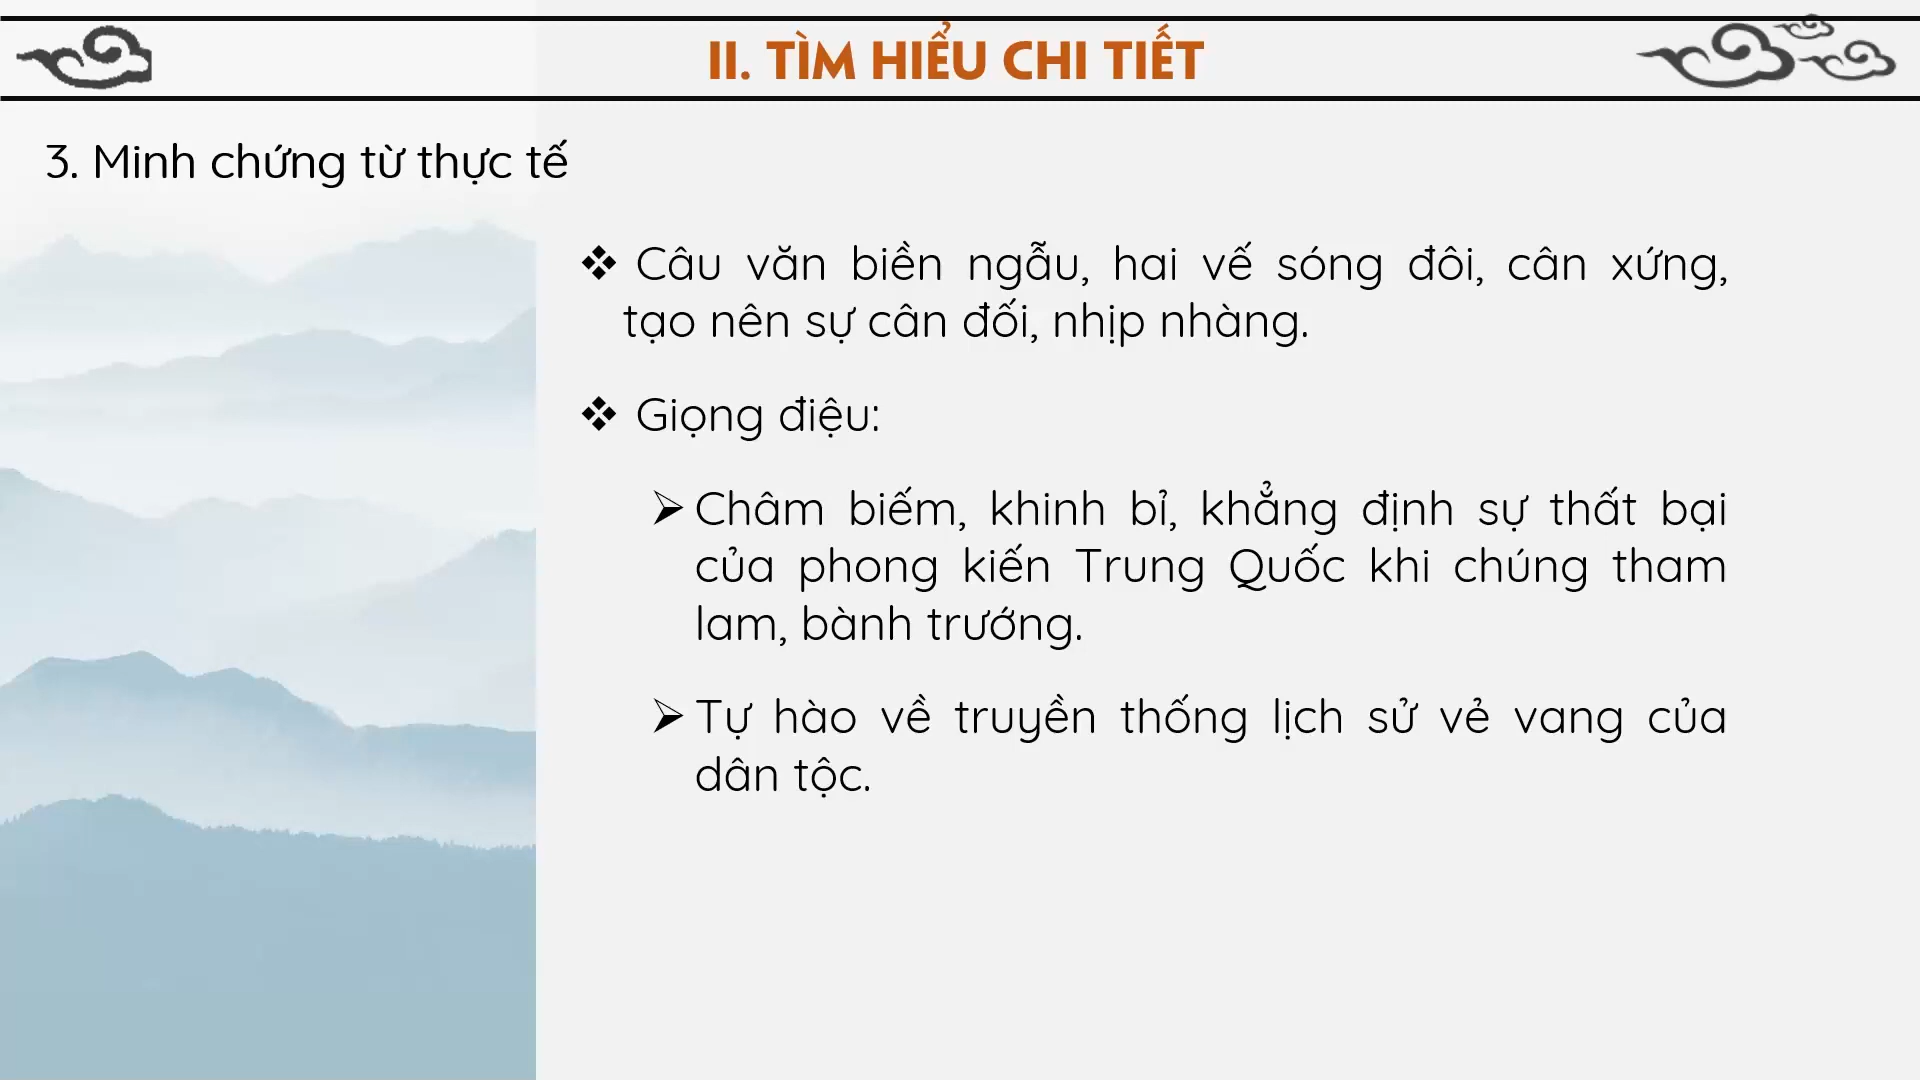 II. TÌM HIỂU CHI TIẾT
3. Minh chứng từ thực tế
❖ Câu văn biền ngẫu, hai vế sóng đôi, cân xứng,
tạo nên sự cân đối, nhịp nhàng.
❖ Giọng điệu:
➢ Châm biếm, khinh bỉ, khẳng định sự thất bại
của phong kiến Trung Quốc khi chúng tham
lam, bành trướng.
➢ Tự hào về truyền thống lịch sử vẻ vang của
dân tộc.